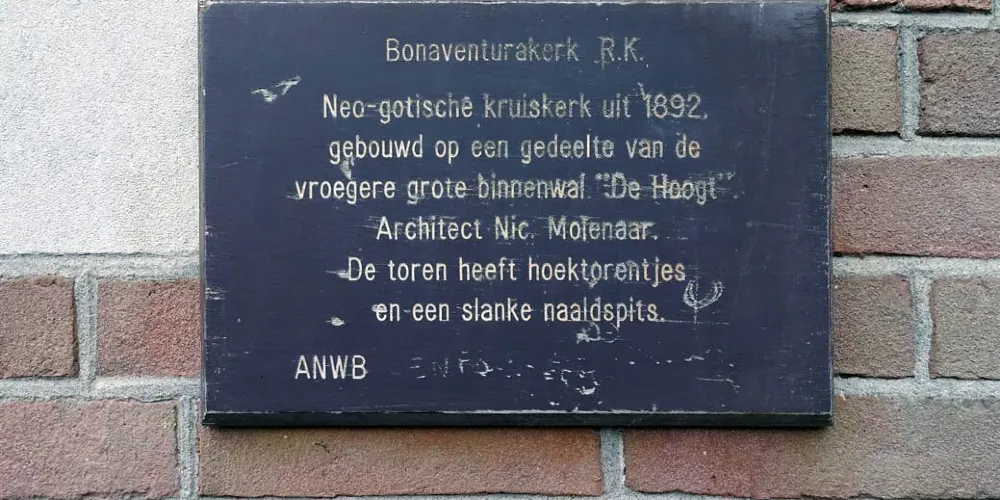 Bonaventurakerk R.K.
Neo-gotische kruiskerk uit 1892,
gebouwd op een gedeelte van de
vroegere grote binnenwal "De Hoogt".
Architect Nic. Molenaar.
De toren heeft hoektorentjes
en een slanke naaldspits.
ANWB